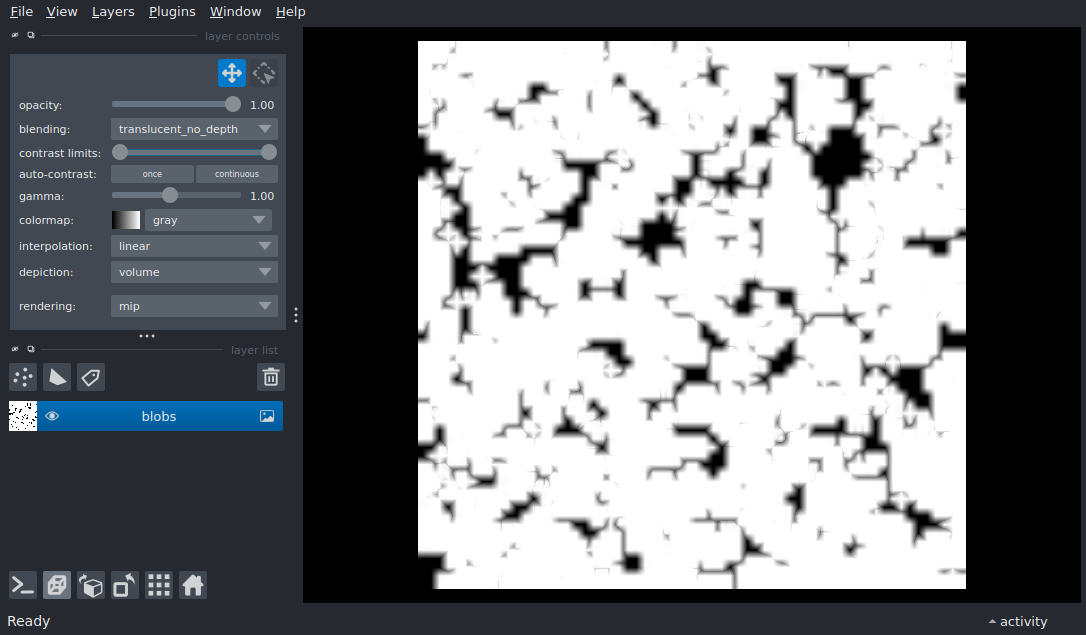 File View Layers Plugins Window Help
layer controls
opacity: 1.00
blending: translucent_no_depth
contrast limits:
auto-contrast: once continuous
gamma: 1.00
colormap: gray
interpolation: linear
depiction: volume
rendering: mip
layer list
blobs
Ready
activity